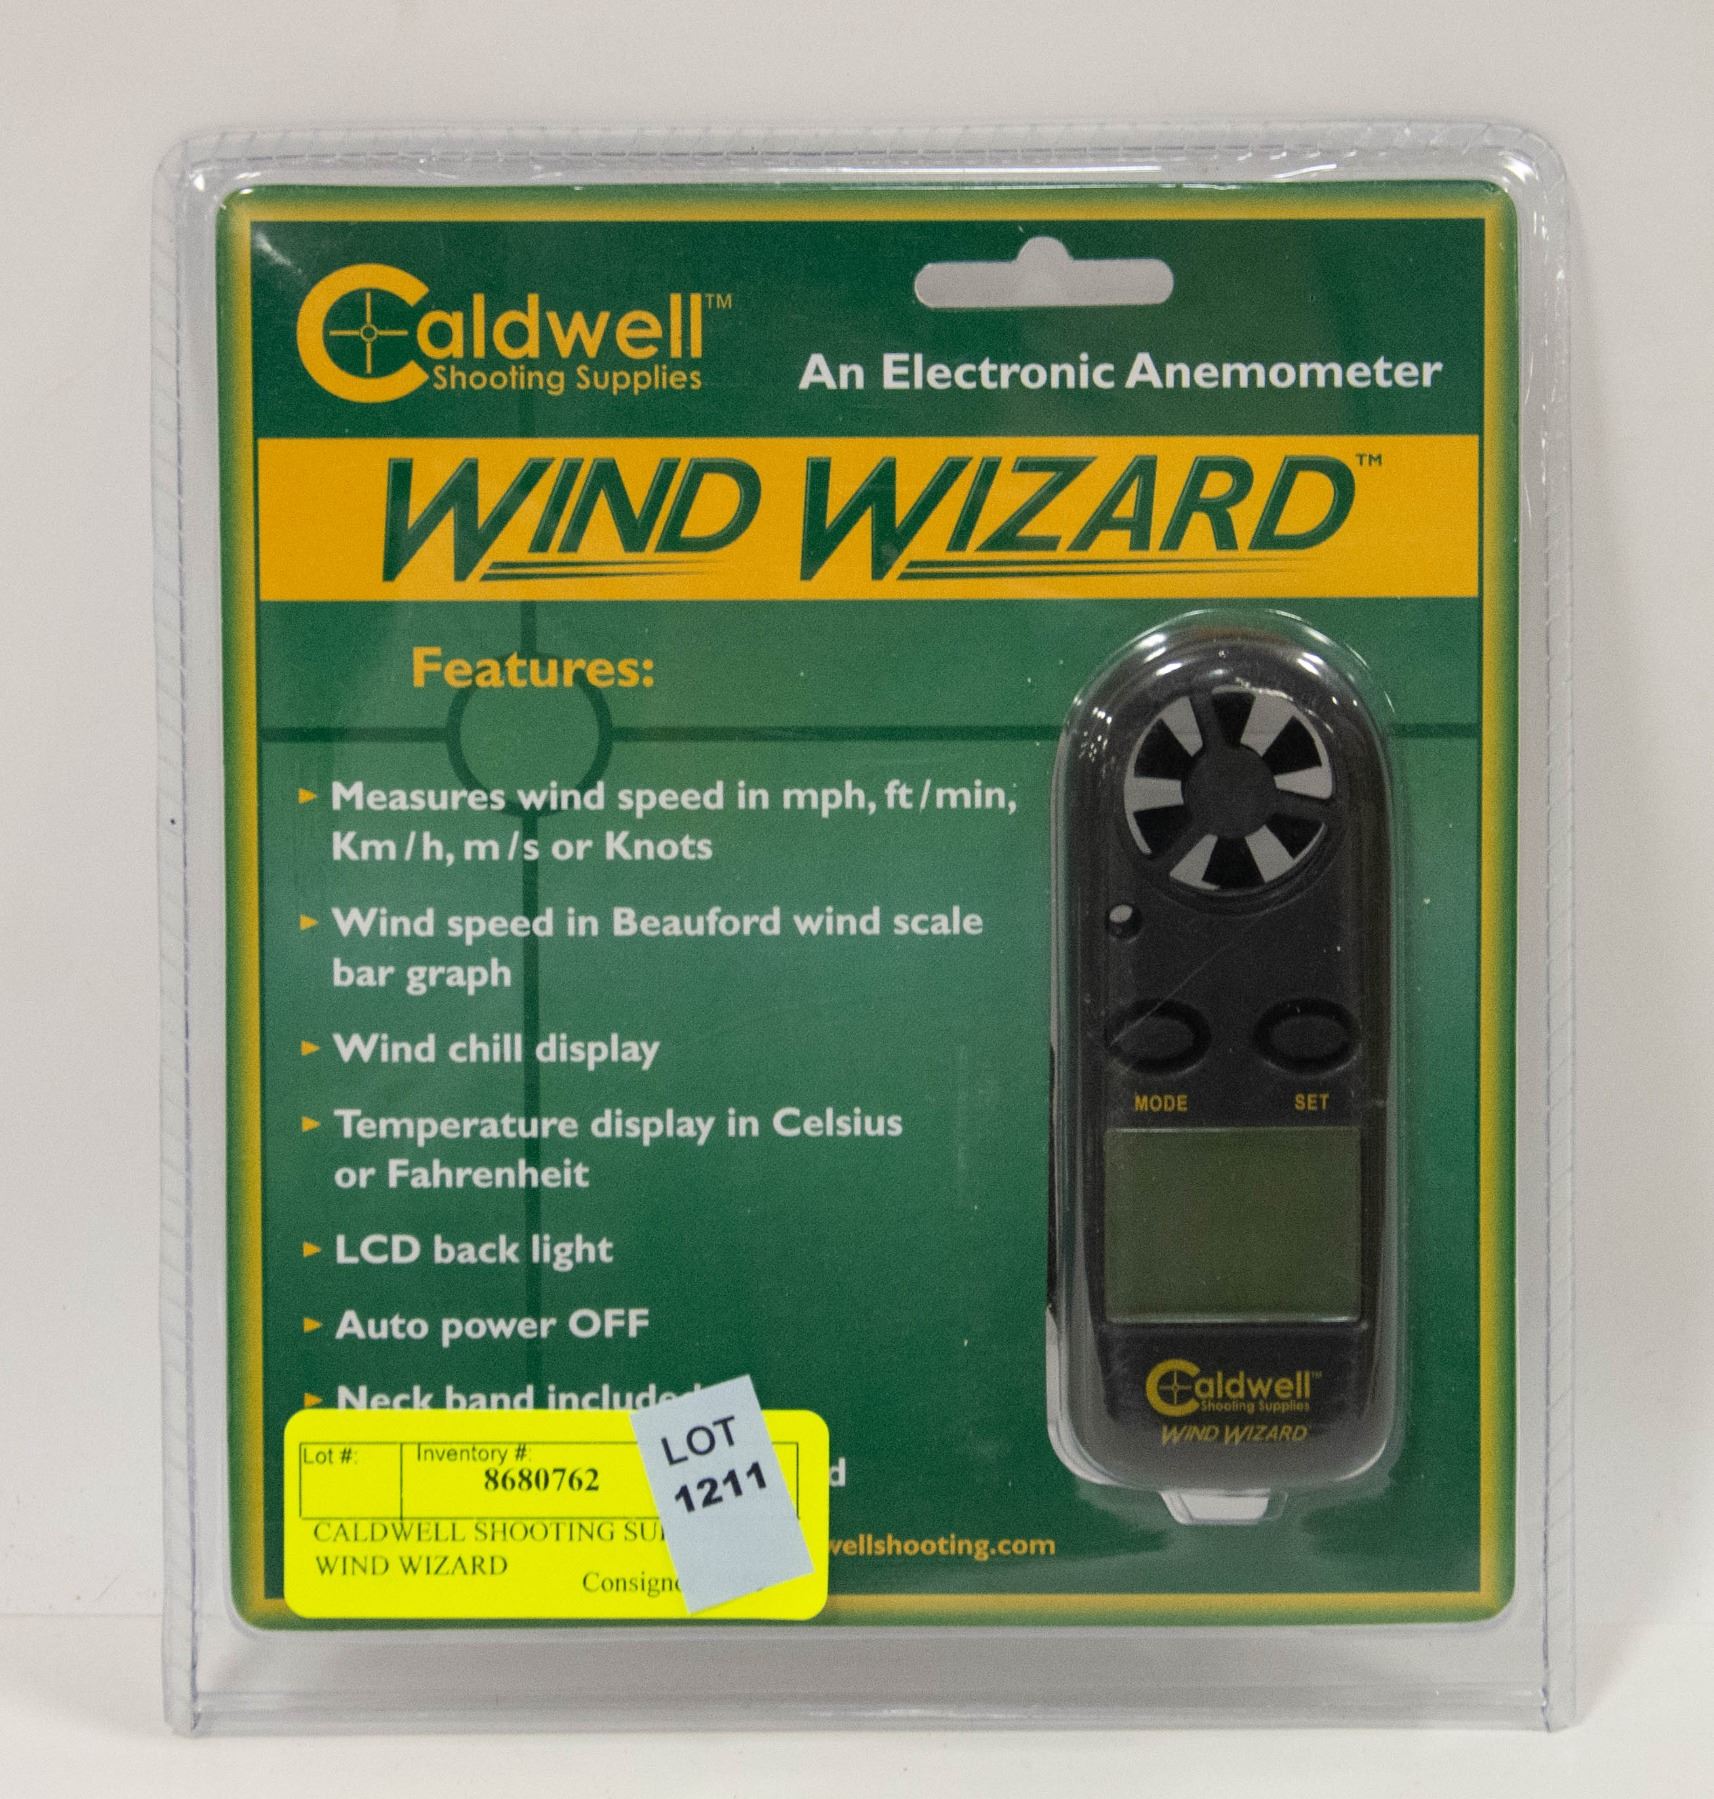 Caldwell™
Shooting Supplies
An Electronic Anemometer
WIND WIZARD™
Features:
Measures wind speed in mph, ft/min,
Km/h, m/s or Knots
Wind speed in Beauford wind scale
bar graph
Wind chill display
Temperature display in Celsius
or Fahrenheit
LCD back light
Auto power OFF
Neck band
MODE SET
Caldwell™
Shooting Supplies
WIND WIZARD
Lot #: Inventory #:
8680762
CALDWELL SHOOTING
WIND WIZARD
LOT
1211
wellshooting.com